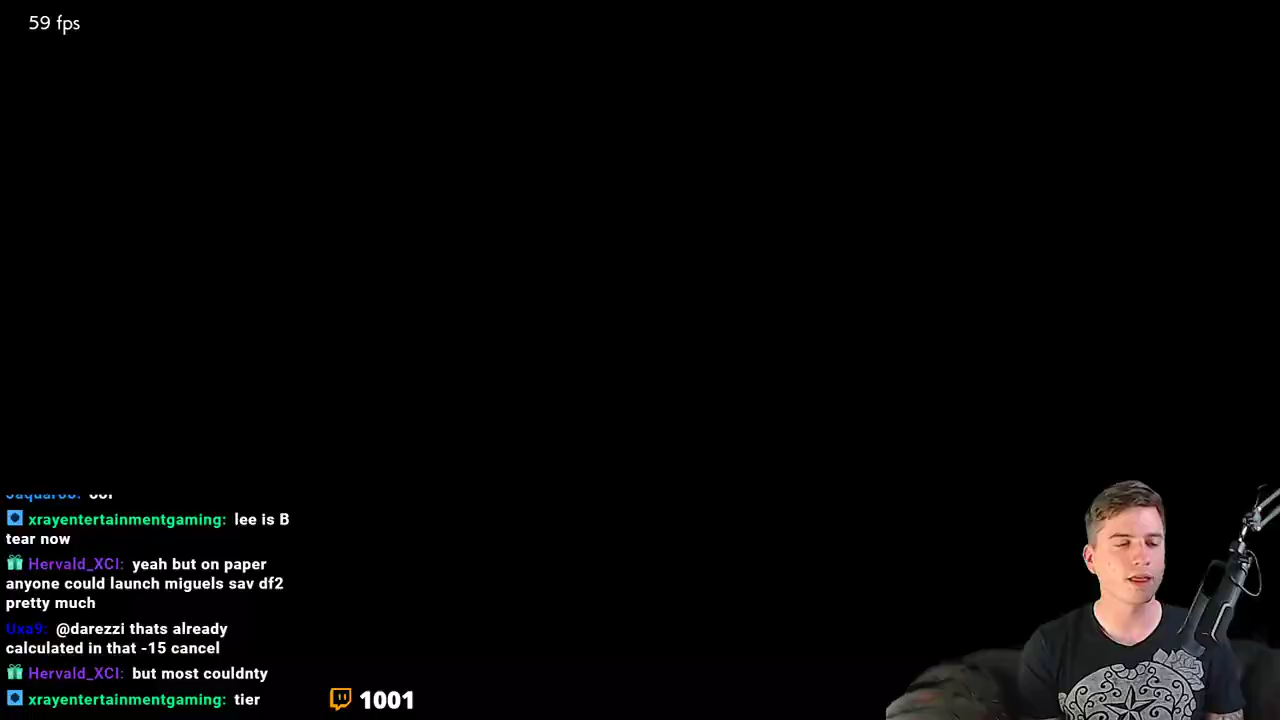 59 fps
xrayentertainmentgaming: lee is B
tear now
Hervald_XCI: yeah but on paper
anyone could launch miguels sav df2
pretty much
Uxa9: @darezzi thats already
calculated in that -15 cancel
Hervald_XCI: but most couldnty
xrayentertainmentgaming: tier
1001